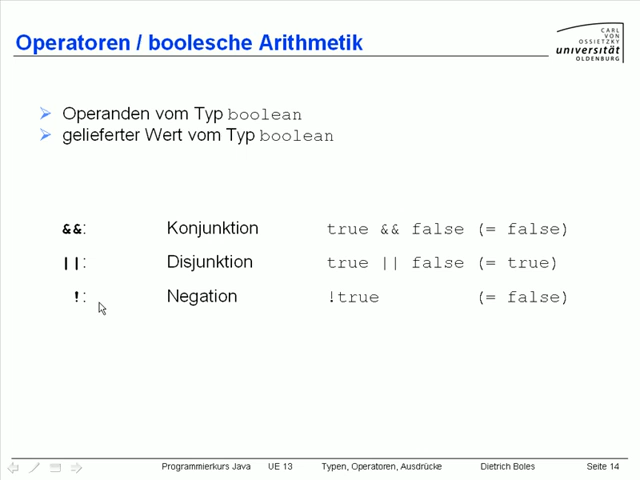 Operatoren / boolesche Arithmetik
CARL
VON
OSSIETZKY
universität
OLDENBURG
Operanden vom Typ boolean
gelieferter Wert vom Typ boolean
&&: Konjunktion true && false (= false)
||: Disjunktion true || false (= true)
!: Negation !true (= false)
Programmierkurs Java UE 13 Typen, Operatoren, Ausdrücke Dietrich Boles Seite 14